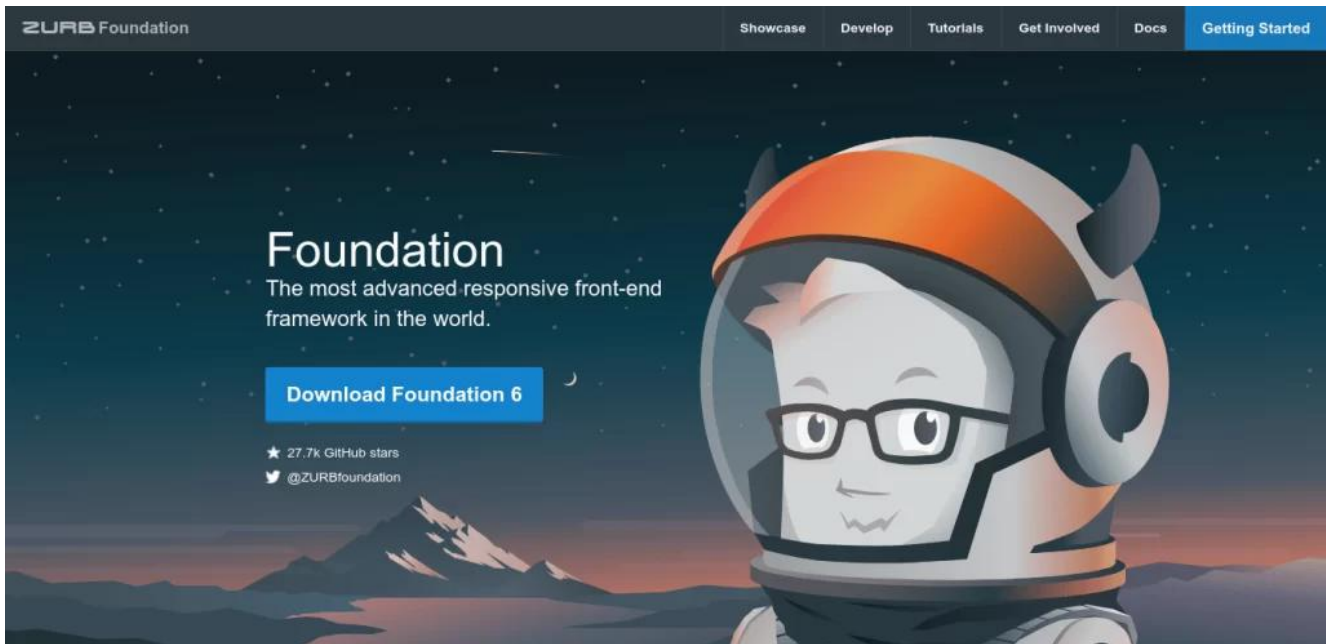 ZURB Foundation
Showcase
Develop
Tutorials
Get Involved
Docs
Getting Started
Foundation
The most advanced responsive front-end
framework in the world.
Download Foundation 6
27.7k GitHub stars
@ZURBfoundation